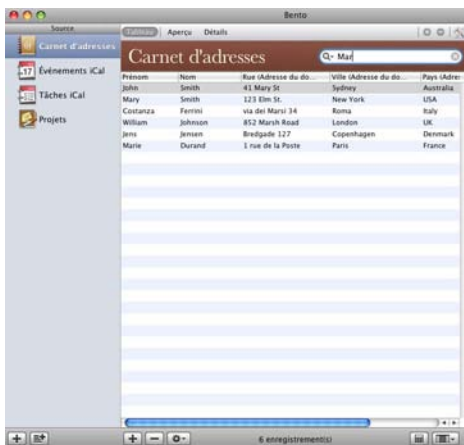 Bento
Source
Tableau Aperçu Détails
Carnet d'adresses
Événements iCal
Tâches iCal
Projets
Carnet d'adresses
Mar
Prénom Nom Rue (Adresse du do... Ville (Adresse du do... Pays (Adre
John Smith 41 Mary St Sydney Australia
Mary Smith 123 Elm St. New York USA
Costanza Ferrini via dei Marsi 34 Roma Italy
William Johnson 852 Marsh Road London UK
Jens Jensen Bredgade 127 Copenhagen Denmark
Marie Durand 1 rue de la Poste Paris France
6 enregistrement(s)